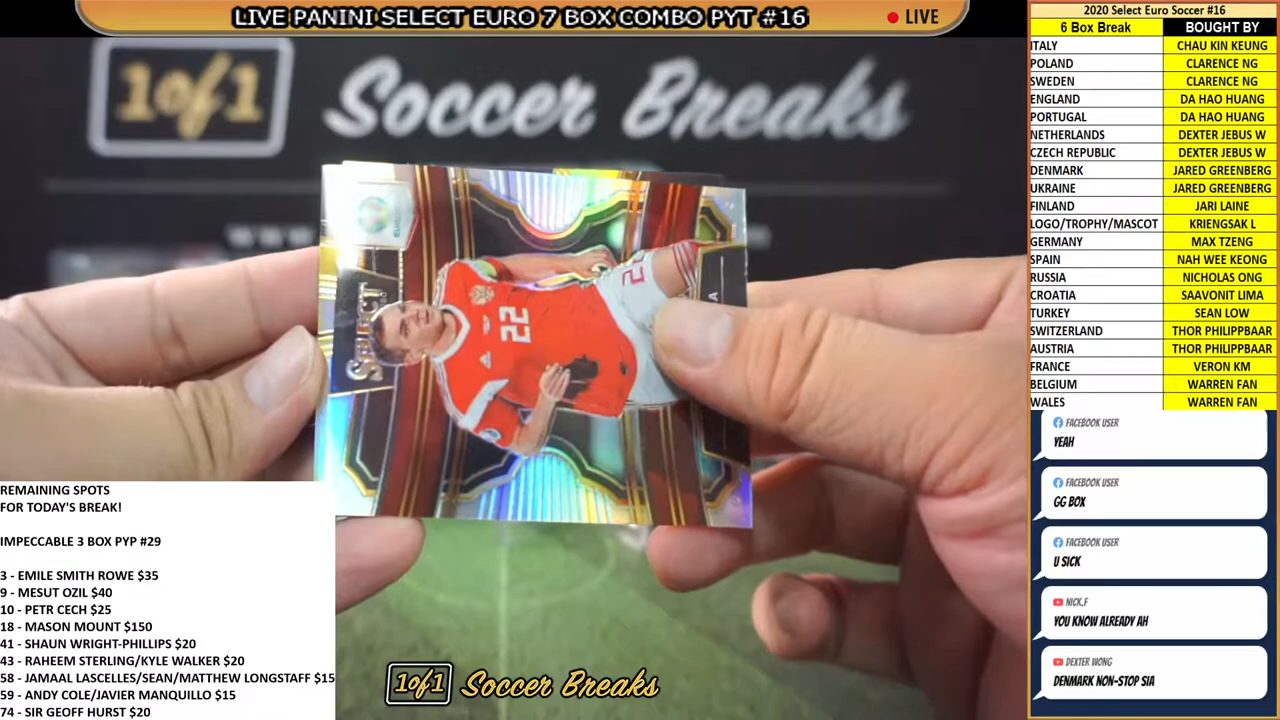 LIVE PANINI SELECT EURO 7 BOX COMBO PYT #16
LIVE
1of1 Soccer Breaks
SELECT
22
1of1 Soccer Breaks
REMAINING SPOTS
FOR TODAY'S BREAK!
IMPECCABLE 3 BOX PYP #29
3 - EMILE SMITH ROWE $35
9 - MESUT OZIL $40
10 - PETR CECH $25
18 - MASON MOUNT $150
41 - SHAUN WRIGHT-PHILLIPS $20
43 - RAHEEM STERLING/KYLE WALKER $20
58 - JAMAAL LASCELLES/SEAN/MATTHEW LONGSTAFF $15
59 - ANDY COLE/JAVIER MANQUILLO $15
74 - SIR GEOFF HURST $20
2020 Select Euro Soccer #16
6 Box Break BOUGHT BY
ITALY CHAU KIN KEUNG
POLAND CLARENCE NG
SWEDEN CLARENCE NG
ENGLAND DA HAO HUANG
PORTUGAL DA HAO HUANG
NETHERLANDS DEXTER JEBUS W
CZECH REPUBLIC DEXTER JEBUS W
DENMARK JARED GREENBERG
UKRAINE JARED GREENBERG
FINLAND JARI LAINE
LOGO/TROPHY/MASCOT KRIENGSAK L
GERMANY MAX TZENG
SPAIN NAH WEE KEONG
RUSSIA NICHOLAS ONG
CROATIA SAAVONIT LIMA
TURKEY SEAN LOW
SWITZERLAND THOR PHILIPPBAAR
AUSTRIA THOR PHILIPPBAAR
FRANCE VERON KM
BELGIUM WARREN FAN
WALES WARREN FAN
FACEBOOK USER
YEAH
FACEBOOK USER
GG BOX
FACEBOOK USER
U SICK
NICK.F
YOU KNOW ALREADY AH
DEXTER WONG
DENMARK NON-STOP SIA